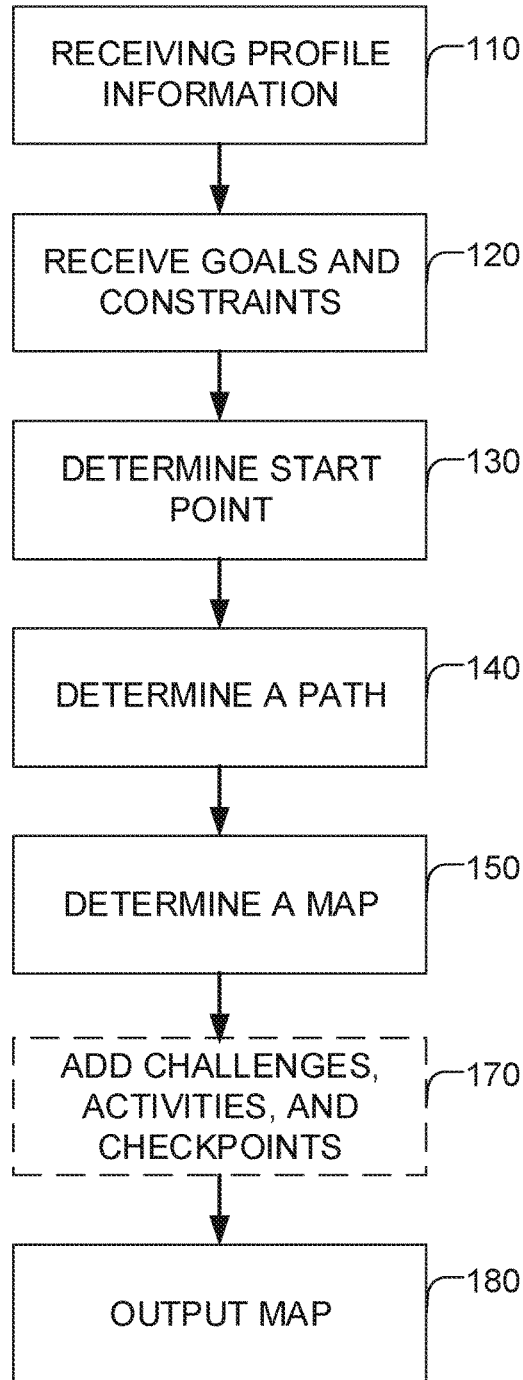 RECEIVING PROFILE
INFORMATION
110
RECEIVE GOALS AND
CONSTRAINTS
120
DETERMINE START
POINT
130
DETERMINE A PATH
140
DETERMINE A MAP
150
ADD CHALLENGES,
ACTIVITIES, AND
CHECKPOINTS
170
OUTPUT MAP
180